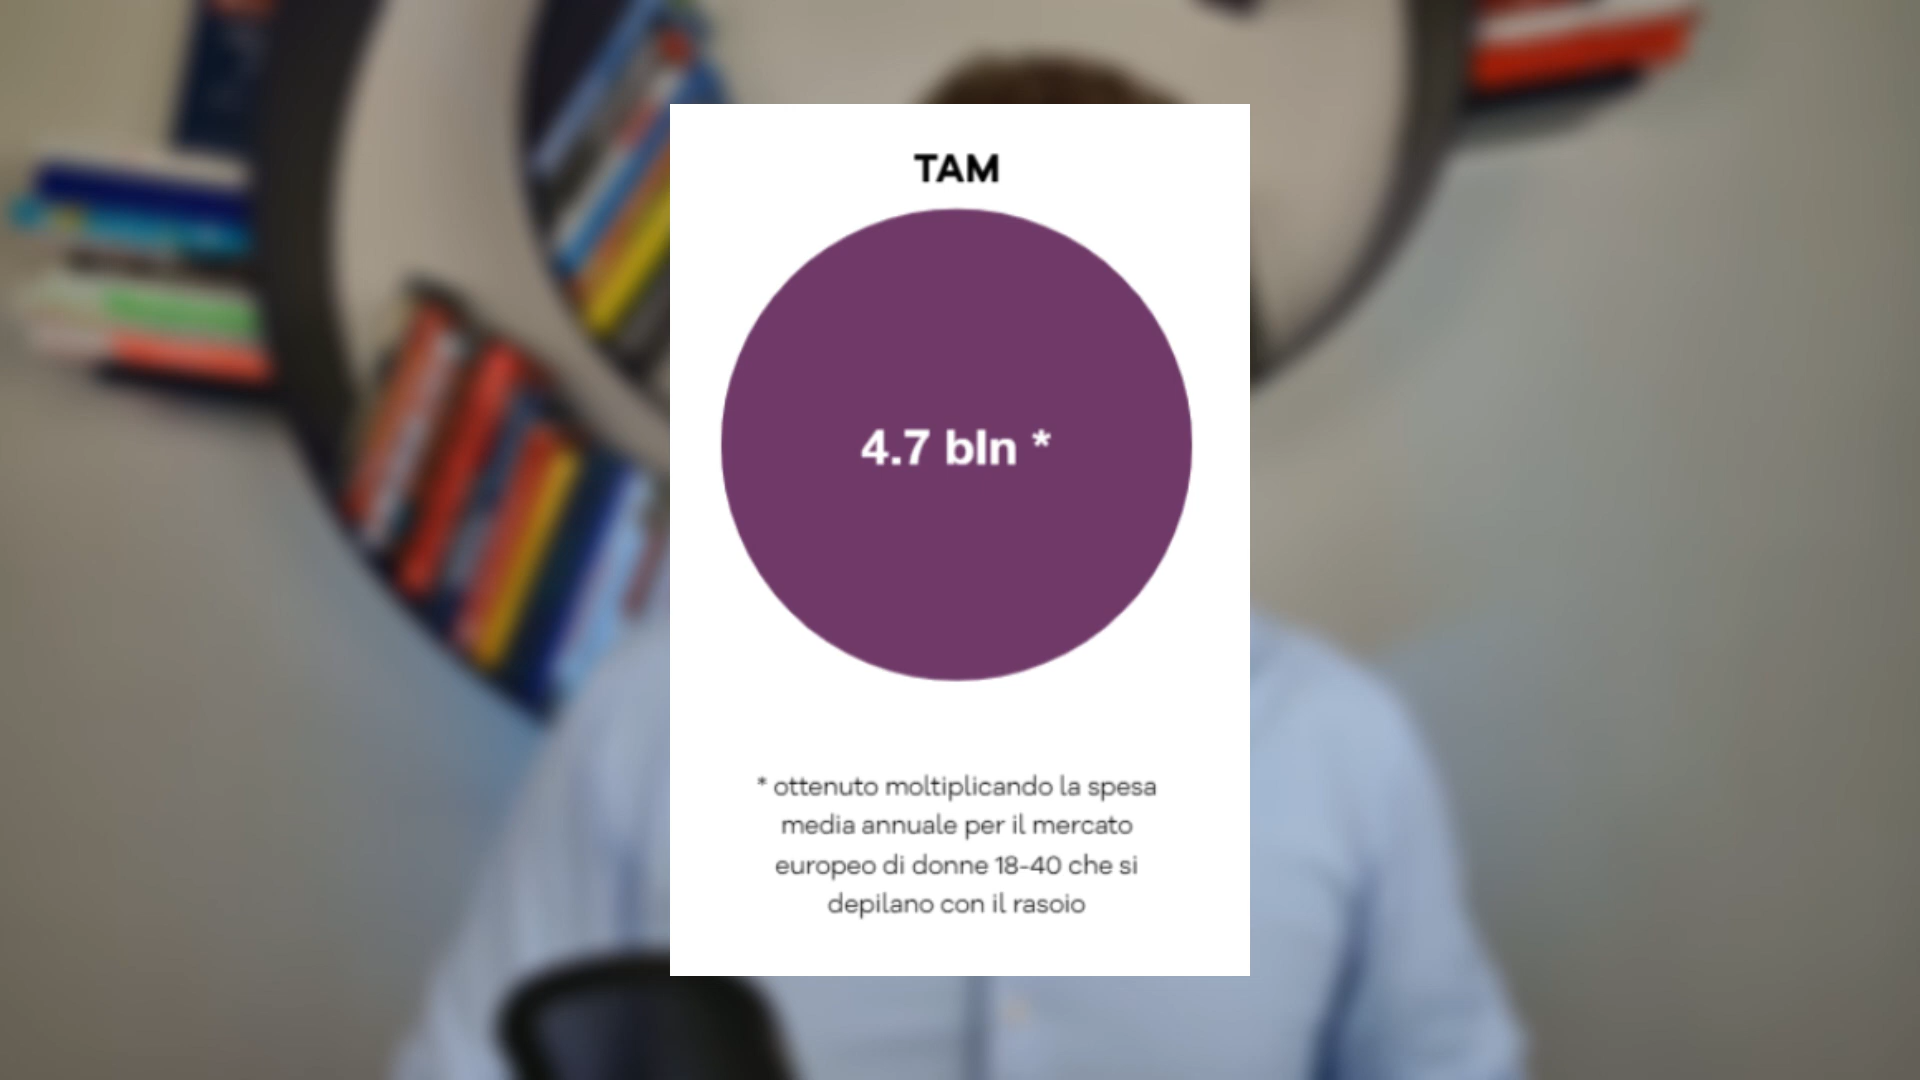 TAM
4.7 bln *
* ottenuto moltiplicando la spesa
media annuale per il mercato
europeo di donne 18-40 che si
depilano con il rasoio